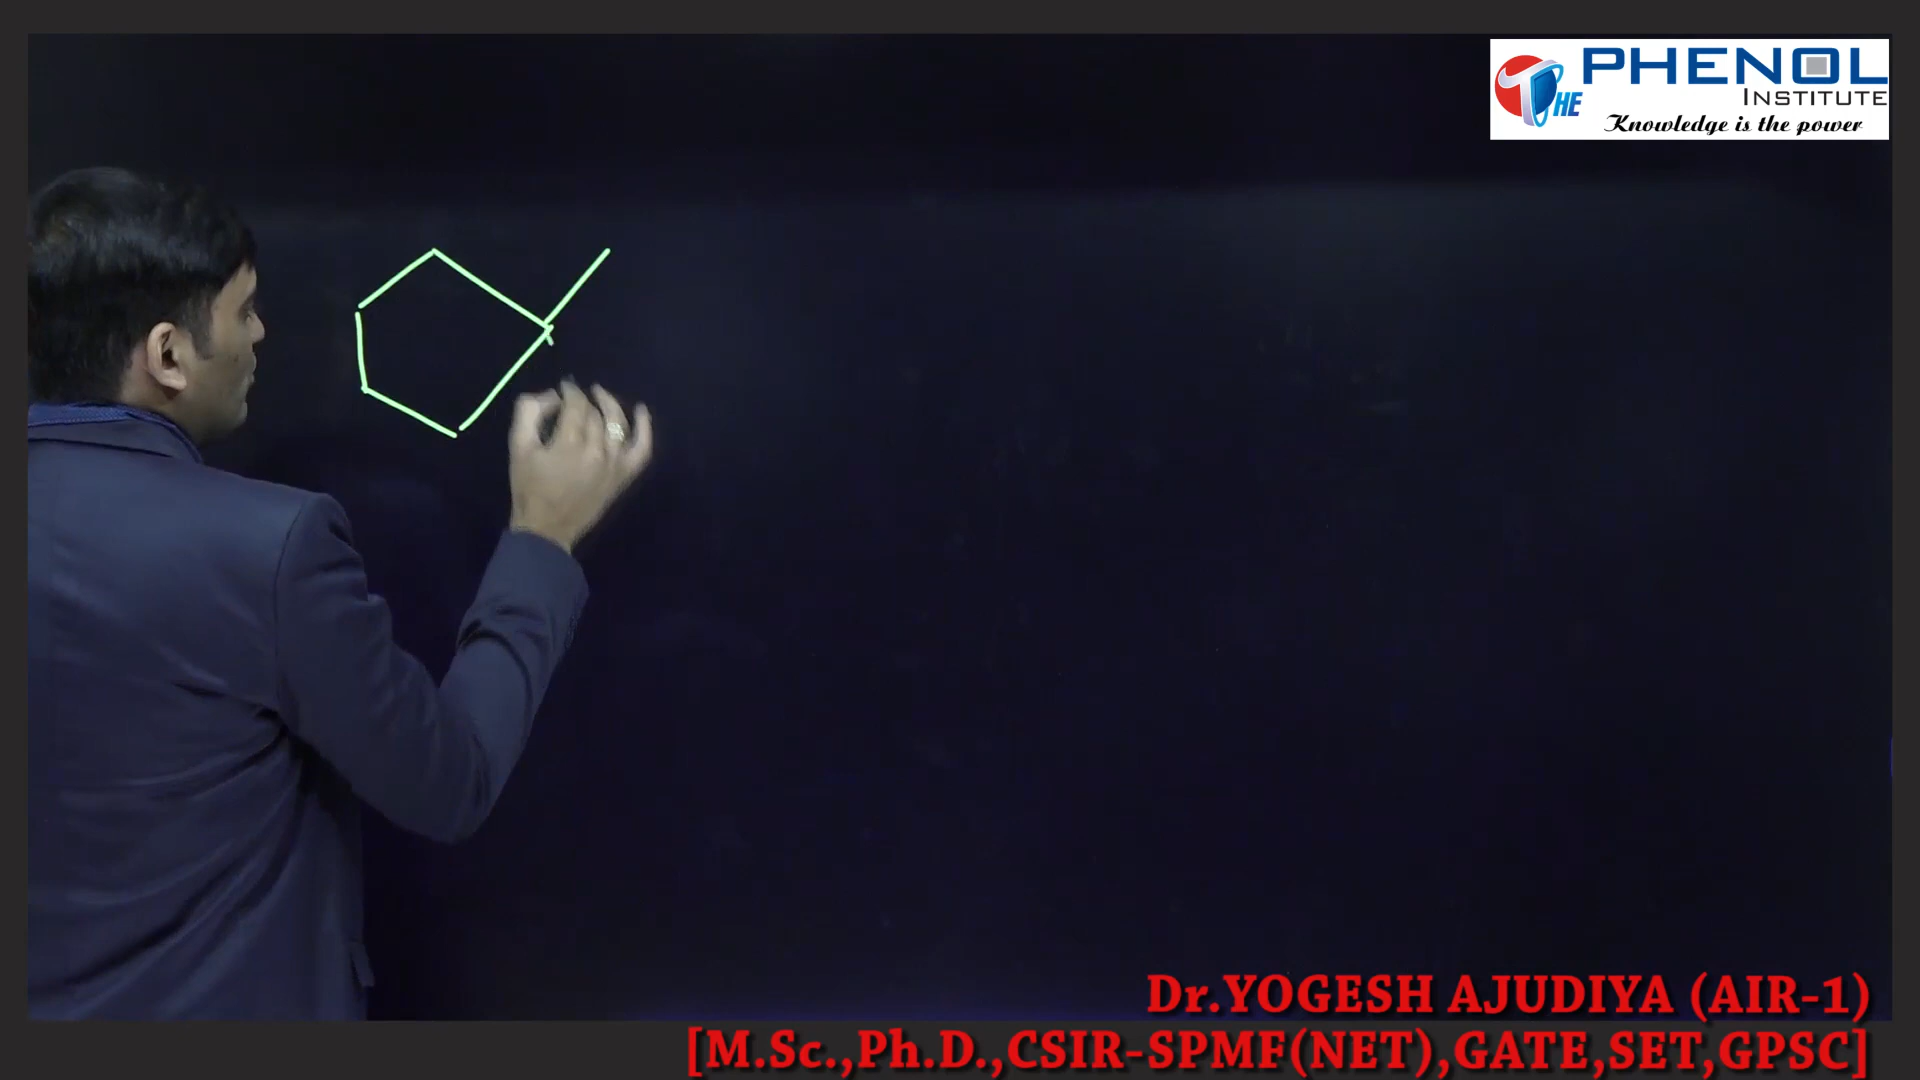 THE PHENOL
INSTITUTE
Knowledge is the power
Dr.YOGESH AJUDIYA (AIR-1)
[M.Sc.,Ph.D.,CSIR-SPMF(NET),GATE,SET,GPSC]